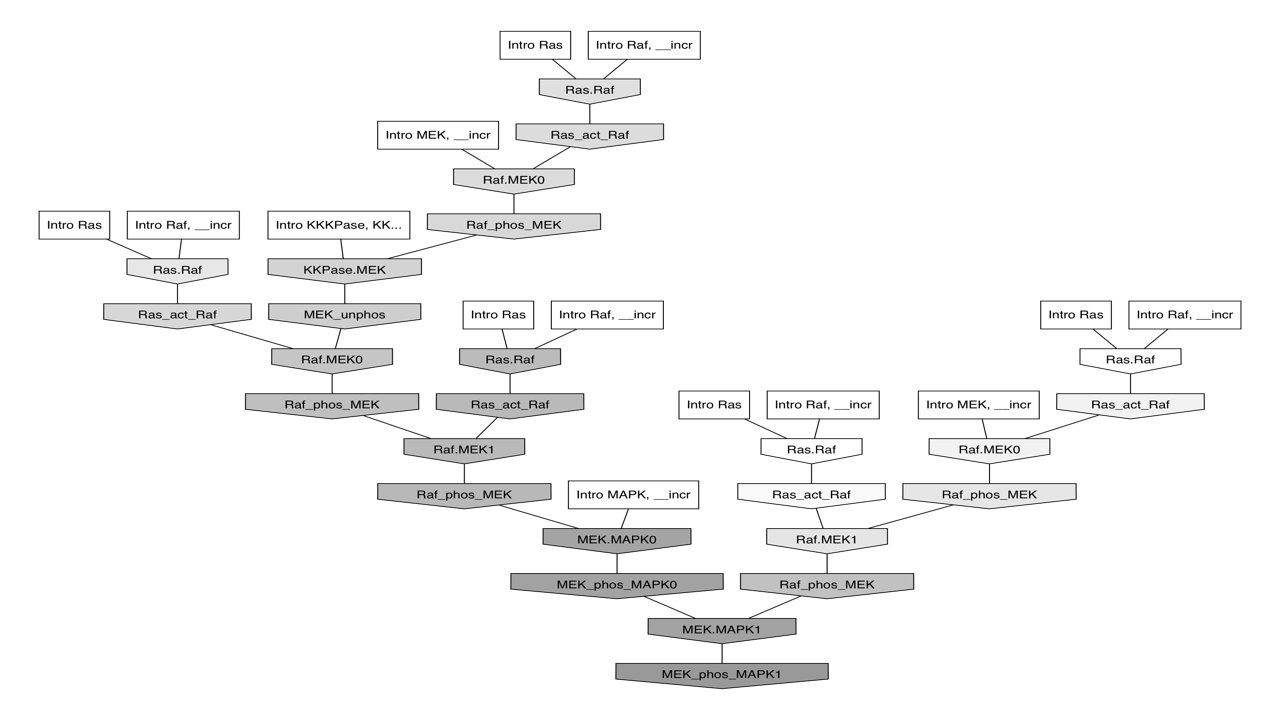 Intro Ras
Intro Raf, __incr
Ras.Raf
Intro MEK, __incr
Ras_act_Raf
Raf.MEK0
Intro Ras
Intro Raf, __incr
Intro KKKPase, KK...
Raf_phos_MEK
Ras.Raf
KKPase.MEK
Ras_act_Raf
MEK_unphos
Intro Ras
Intro Raf, __incr
Intro Ras
Intro Raf, __incr
Raf.MEK0
Ras.Raf
Ras.Raf
Raf_phos_MEK
Ras_act_Raf
Intro Ras
Intro Raf, __incr
Intro MEK, __incr
Ras_act_Raf
Raf.MEK1
Ras.Raf
Raf.MEK0
Raf_phos_MEK
Intro MAPK, __incr
Ras_act_Raf
Raf_phos_MEK
MEK.MAPK0
Raf.MEK1
MEK_phos_MAPK0
Raf_phos_MEK
MEK.MAPK1
MEK_phos_MAPK1